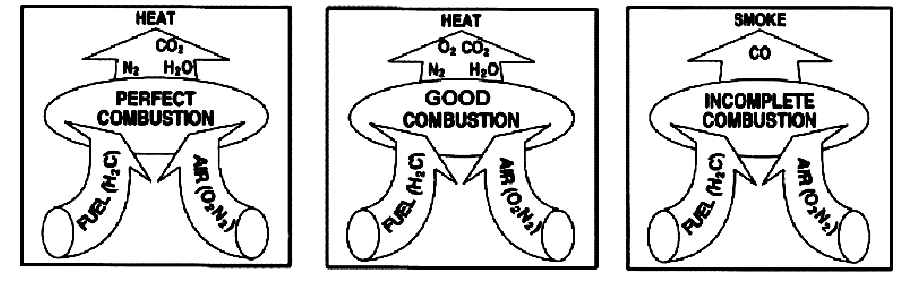 HEAT
CO₂
N₂ H₂O
PERFECT
COMBUSTION
FUEL (H₂C)
AIR (O₂N₂)
HEAT
O₂ CO₂
N₂ H₂O
GOOD
COMBUSTION
FUEL (H₂C)
AIR (O₂N₂)
SMOKE
CO
INCOMPLETE
COMBUSTION
FUEL (H₂C)
AIR (O₂N₂)